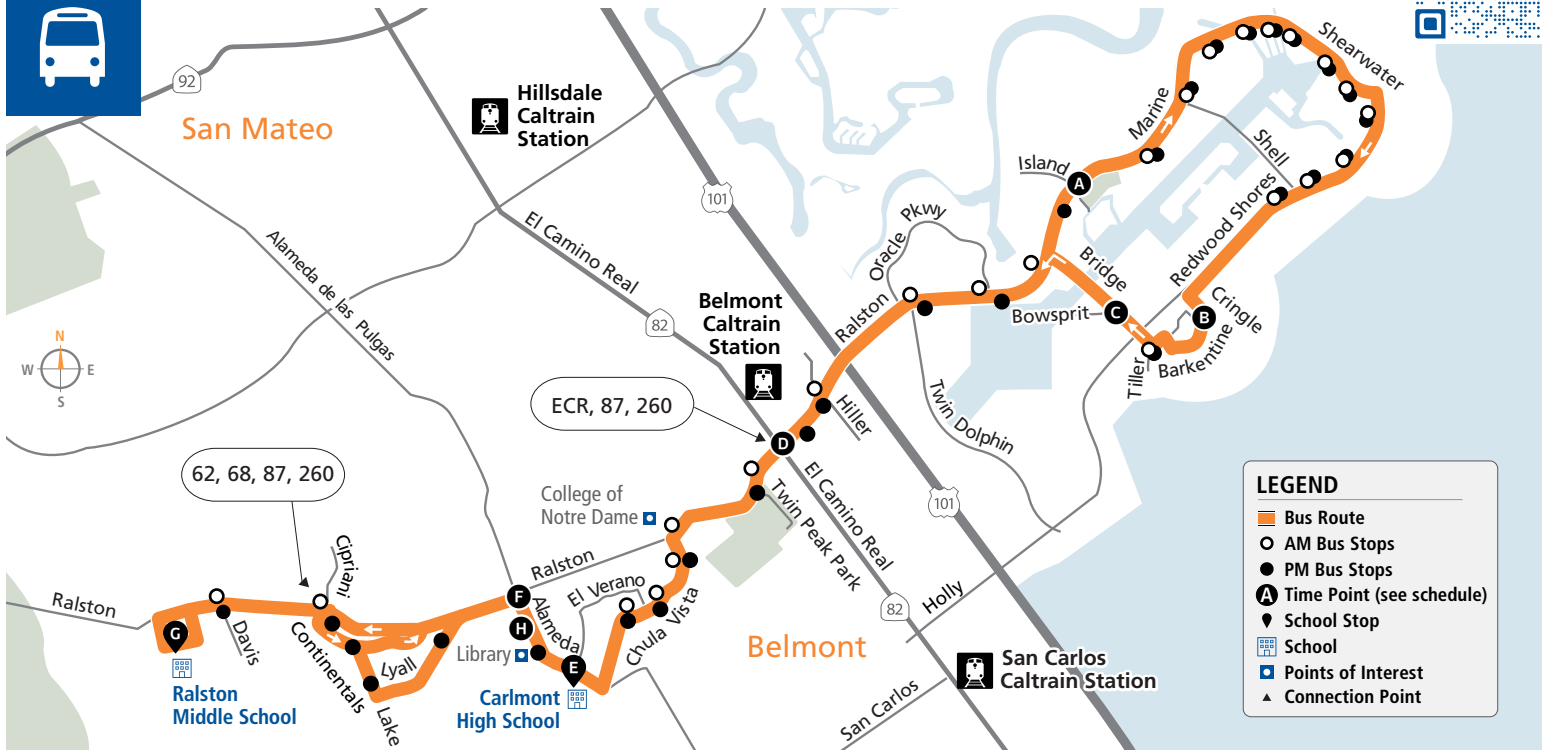 92
San Mateo
Hillsdale
Caltrain
Station
101
Shearwater
Marine
Shell
Island
A
Redwood Shores
Oracle Pkwy
Bridge
El Camino Real
Alameda de las Pulgas
82
Belmont
Caltrain
Station
Ralston
Bowsprit
C
Cringle
B
Barkentine
Tiller
N
W
E
S
ECR, 87, 260
Hiller
Twin Dolphin
D
El Camino Real
Twin Peak Park
101
62, 68, 87, 260
College of
Notre Dame
Cipriani
Ralston
El Verano
Ralston
F
Alameda
H
Chula Vista
Holly
82
Davis
G
Continentals
Lyall
Lake
Library
E
Belmont
Ralston
Middle School
Carlmont
High School
San Carlos
San Carlos
Caltrain Station
LEGEND
Bus Route
AM Bus Stops
PM Bus Stops
A Time Point (see schedule)
School Stop
School
Points of Interest
Connection Point